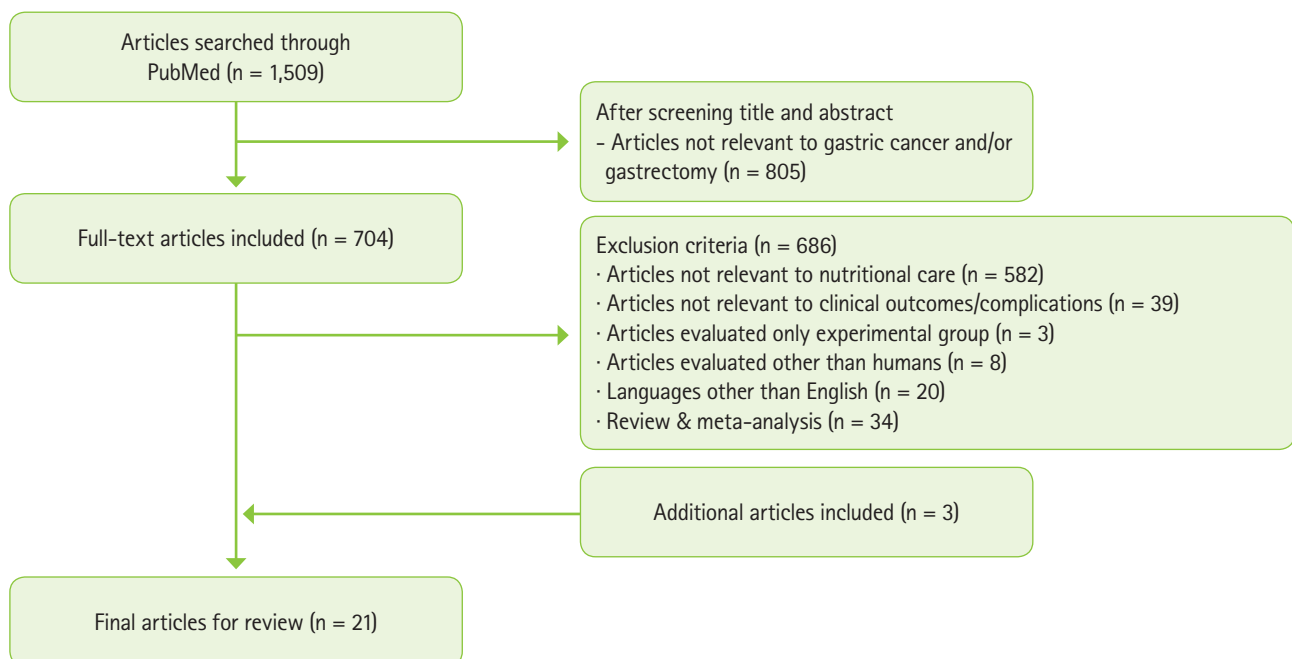 Articles searched through
PubMed (n = 1,509)
After screening title and abstract
- Articles not relevant to gastric cancer and/or
gastrectomy (n = 805)
Full-text articles included (n = 704)
Exclusion criteria (n = 686)
· Articles not relevant to nutritional care (n = 582)
· Articles not relevant to clinical outcomes/complications (n = 39)
· Articles evaluated only experimental group (n = 3)
· Articles evaluated other than humans (n = 8)
· Languages other than English (n = 20)
· Review & meta-analysis (n = 34)
Additional articles included (n = 3)
Final articles for review (n = 21)